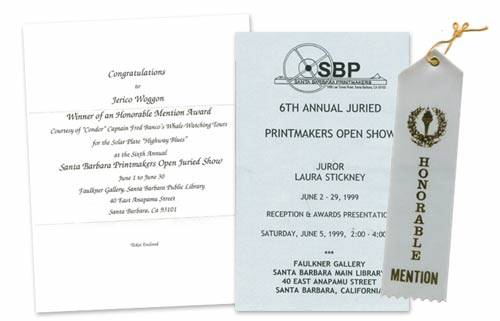 Congratulations
to
Jerico Woggon
Winner of an Honorable Mention Award
Courtesy of "Condor" Captain Fred Banco's Whale-Watching Tours
for the Solar Plate "Highway Blues"
at the Sixth Annual
Santa Barbara Printmakers Open Juried Show
June 1 to June 30
Faulkner Gallery, Santa Barbara Public Library
40 East Anapamu Street
Santa Barbara, Ca 93101
Ticket Enclosed
SBP
SANTA BARBARA PRINTMAKERS
6TH ANNUAL JURIED
PRINTMAKERS OPEN SHOW
JUROR
LAURA STICKNEY
JUNE 2 - 29, 1999
RECEPTION & AWARDS PRESENTATION
SATURDAY, JUNE 5, 1999, 2:00 - 4:00
***
FAULKNER GALLERY
SANTA BARBARA MAIN LIBRARY
40 EAST ANAPAMU STREET
SANTA BARBARA, CALIFORNIA
HONORABLE
MENTION